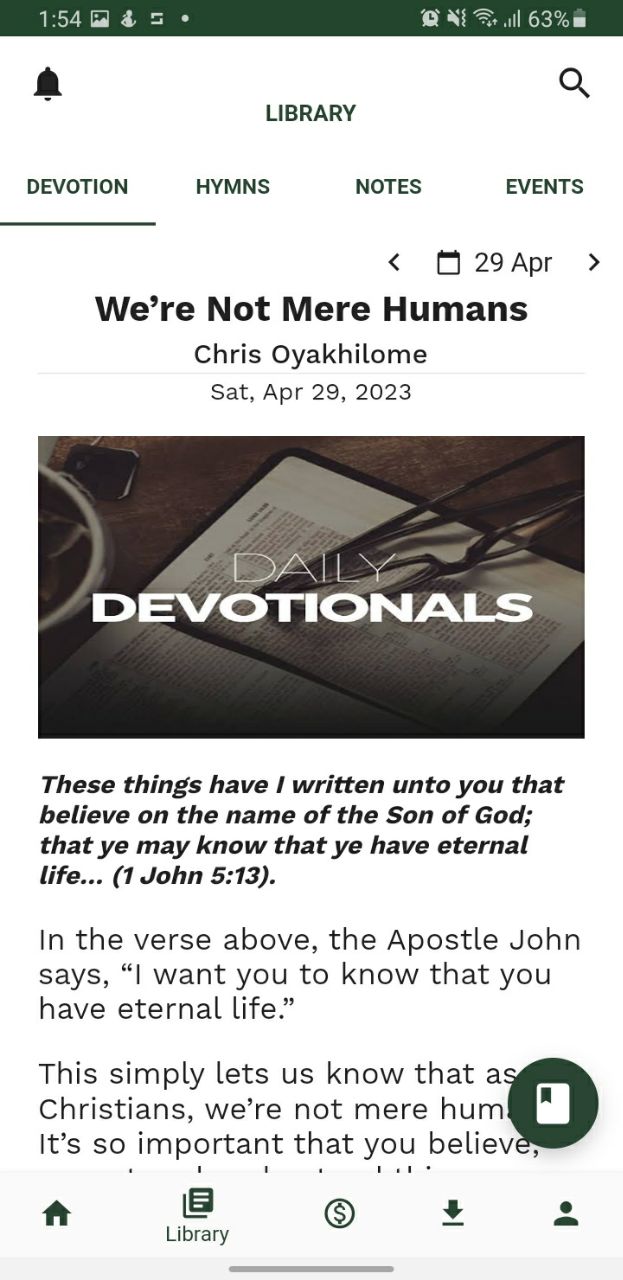 1:54
63%
LIBRARY
DEVOTION HYMNS NOTES EVENTS
29 Apr
We’re Not Mere Humans
Chris Oyakhilome
Sat, Apr 29, 2023
DAILY
DEVOTIONALS
These things have I written unto you that
believe on the name of the Son of God;
that ye may know that ye have eternal
life... (1 John 5:13).
In the verse above, the Apostle John
says, “I want you to know that you
have eternal life.”
This simply lets us know that as
Christians, we’re not mere hum
It’s so important that you believe,
Library